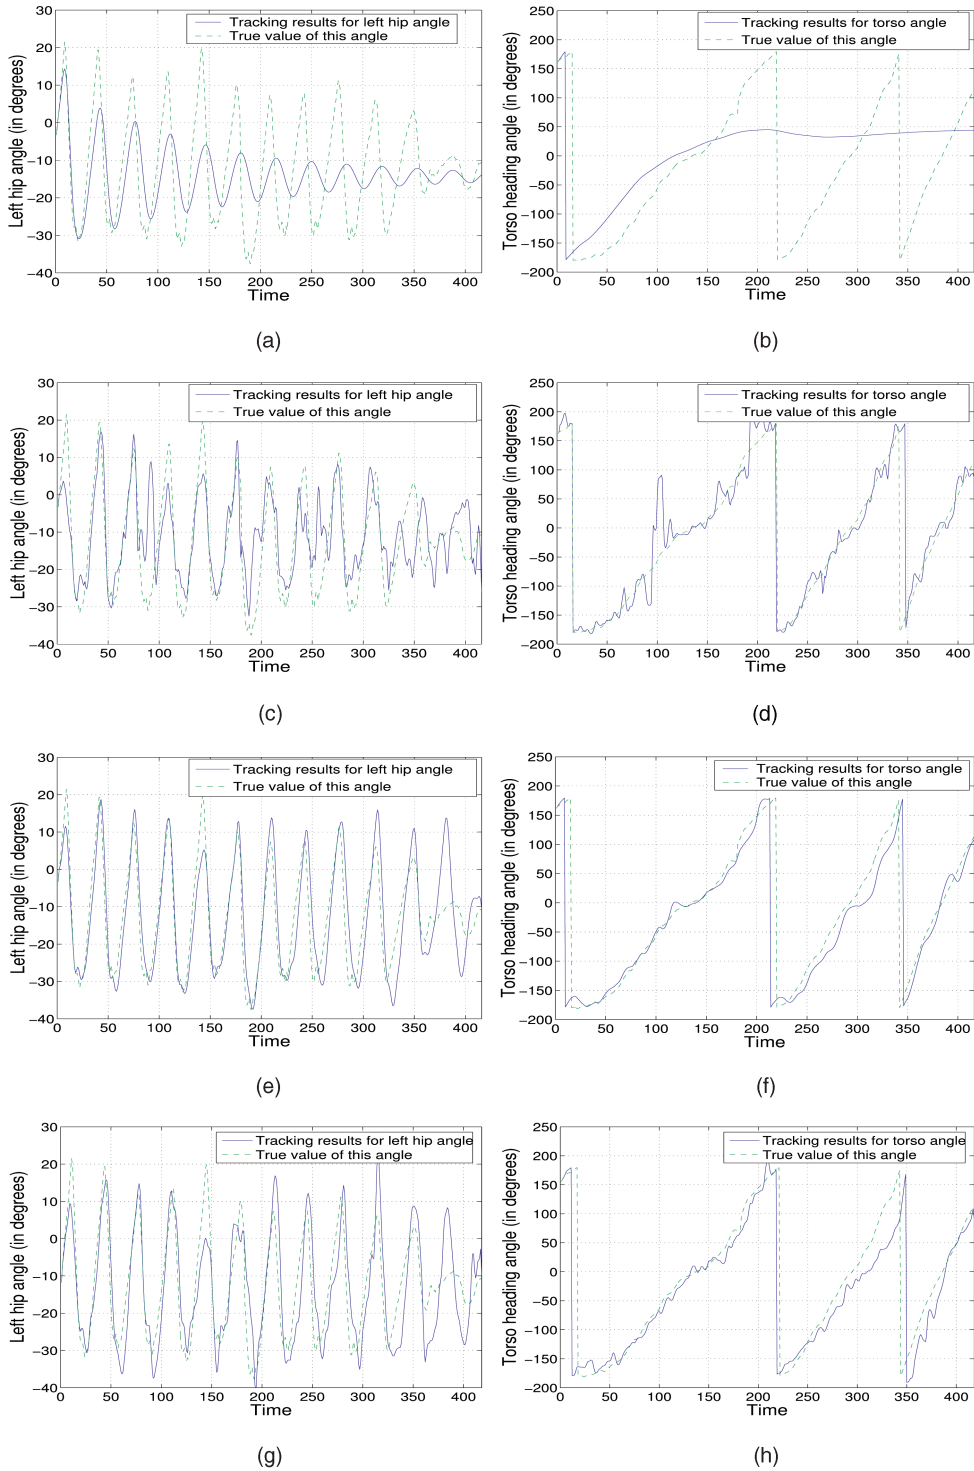 Tracking results for left hip angle
True value of this angle
Left hip angle (in degrees)
30
20
10
0
−10
−20
−30
−40
0 50 100 150 200 250 300 350 400
Time
(a)
Tracking results for torso angle
True value of this angle
Torso heading angle (in degrees)
250
200
150
100
50
0
−50
−100
−150
−200
0 50 100 150 200 250 300 350 400
Time
(b)
Tracking results for left hip angle
True value of this angle
Left hip angle (in degrees)
30
20
10
0
−10
−20
−30
−40
0 50 100 150 200 250 300 350 400
Time
(c)
Tracking results for torso angle
True value of this angle
Torso heading angle (in degrees)
250
200
150
100
50
0
−50
−100
−150
−200
0 50 100 150 200 250 300 350 400
Time
(d)
Tracking results for left hip angle
True value of this angle
Left hip angle (in degrees)
30
20
10
0
−10
−20
−30
−40
0 50 100 150 200 250 300 350 400
Time
(e)
Tracking results for torso angle
True value of this angle
Torso heading angle (in degrees)
250
200
150
100
50
0
−50
−100
−150
−200
0 50 100 150 200 250 300 350 400
Time
(f)
Tracking results for left hip angle
True value of this angle
Left hip angle (in degrees)
30
20
10
0
−10
−20
−30
−40
0 50 100 150 200 250 300 350 400
Time
(g)
Tracking results for torso angle
True value of this angle
Torso heading angle (in degrees)
250
200
150
100
50
0
−50
−100
−150
−200
0 50 100 150 200 250 300 350 400
Time
(h)